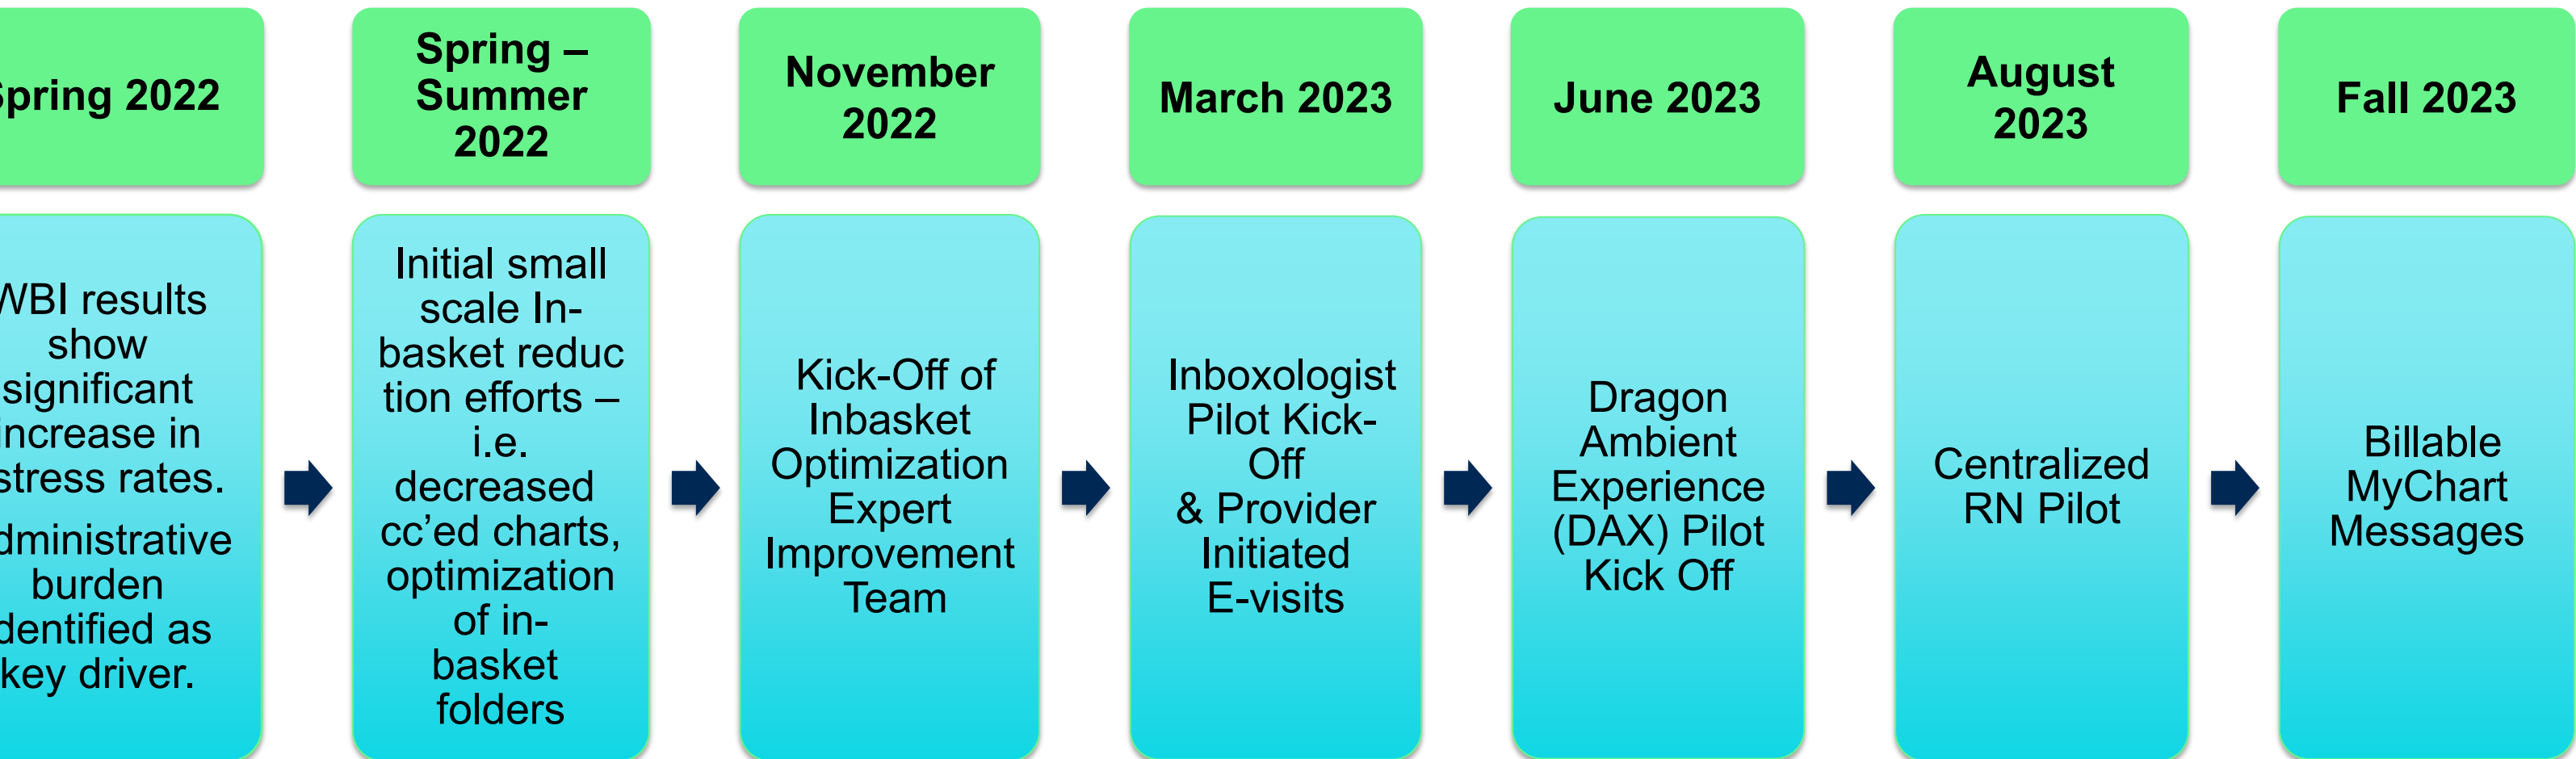 Spring 2022
WBI results
show
significant
increase in
stress rates.
dministrative
burden
dentified as
key driver.
Spring –
Summer
2022
Initial small
scale In-
basket reduc
tion efforts –
i.e.
decreased
cc’ed charts,
optimization
of in-
basket
folders
November
2022
Kick-Off of
Inbasket
Optimization
Expert
Improvement
Team
March 2023
Inboxologist
Pilot Kick-
Off
& Provider
Initiated
E-visits
June 2023
Dragon
Ambient
Experience
(DAX) Pilot
Kick Off
August
2023
Centralized
RN Pilot
Fall 2023
Billable
MyChart
Messages